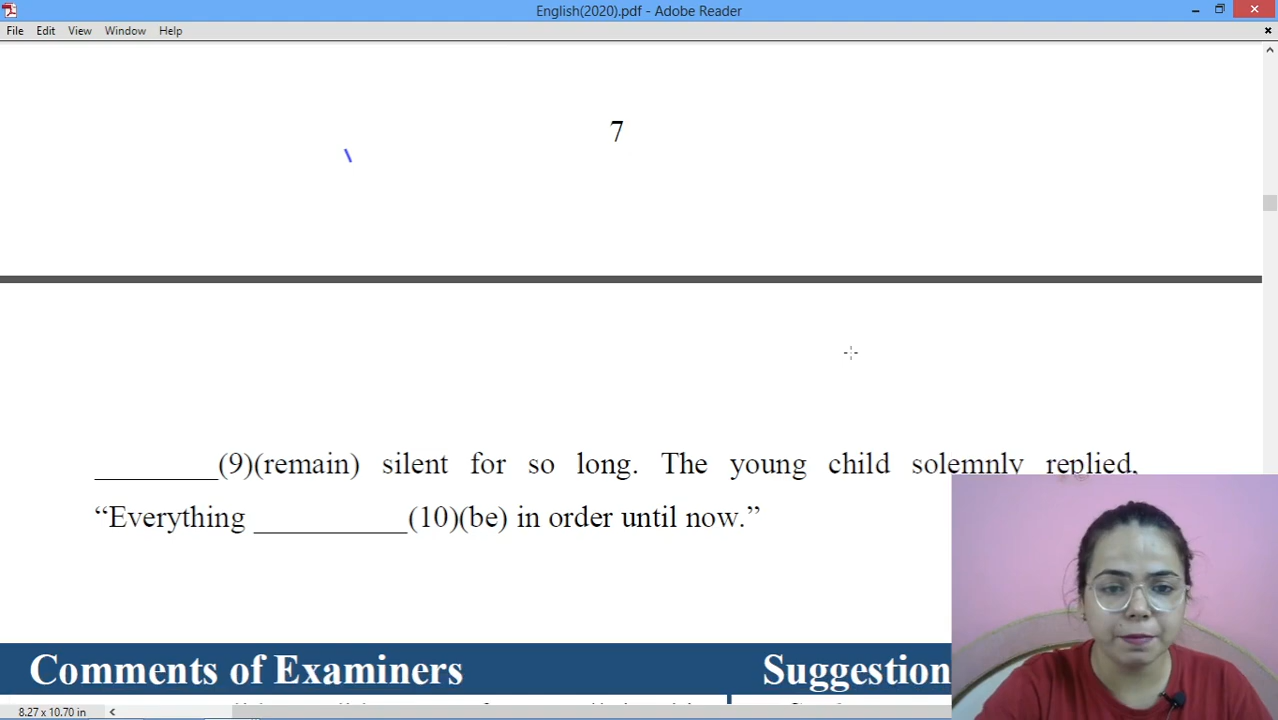 English(2020).pdf - Adobe Reader
File Edit View Window Help
7
_________(9)(remain) silent for so long. The young child solemnly replied,
“Everything ___________(10)(be) in order until now.”
Comments of Examiners Suggestion
8.27 x 10.70 in